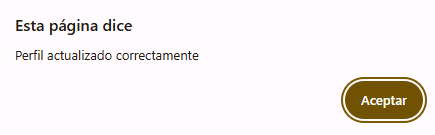 Esta página dice
Perfil actualizado correctamente
Aceptar